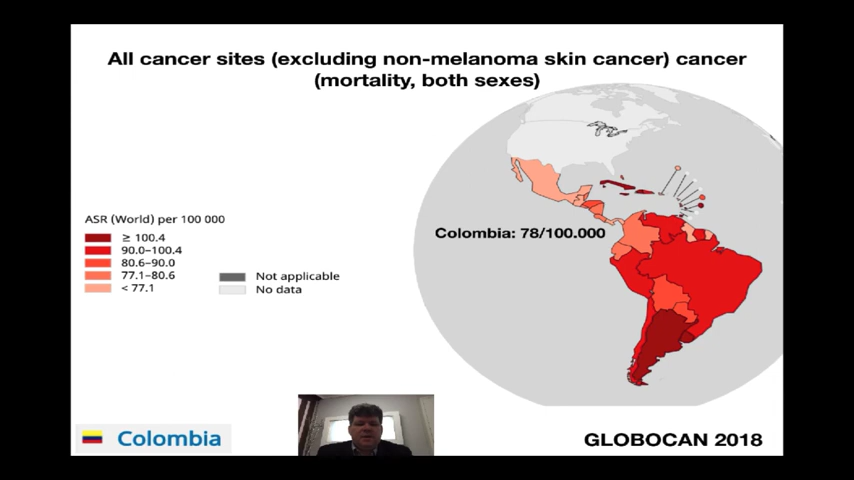 All cancer sites (excluding non-melanoma skin cancer) cancer
(mortality, both sexes)
ASR (World) per 100 000
≥ 100.4
90.0–100.4
80.6–90.0
77.1–80.6
< 77.1
Not applicable
No data
Colombia: 78/100.000
Colombia
GLOBOCAN 2018